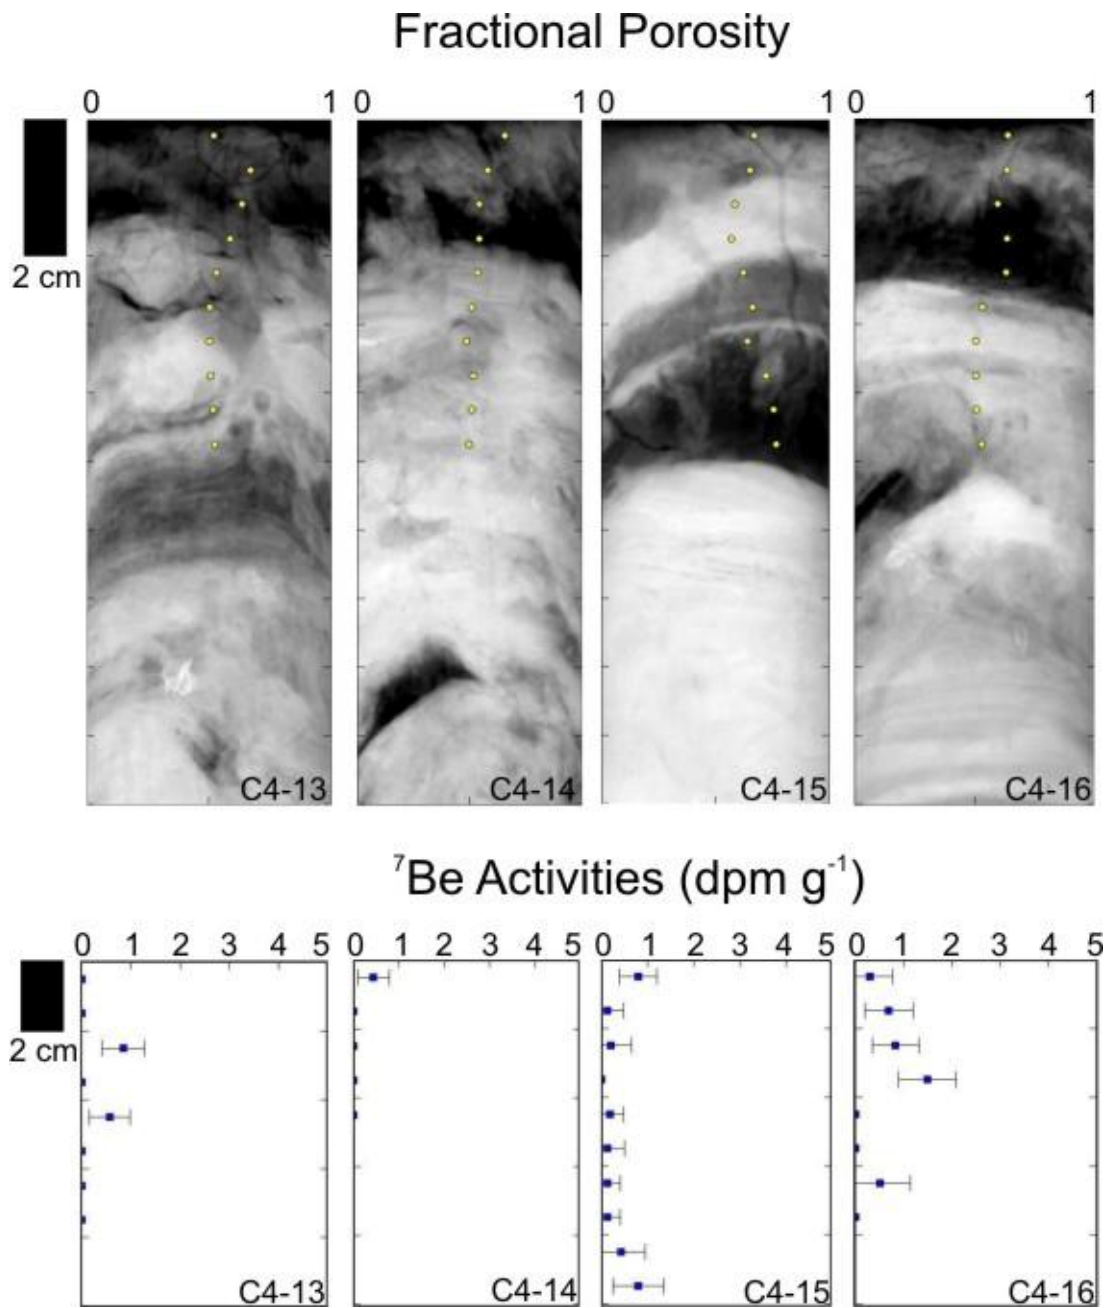 Fractional Porosity
0 1 0 1 0 1 0 1
2 cm
C4-13 C4-14 C4-15 C4-16
⁷Be Activities (dpm g⁻¹)
0 1 2 3 4 5 0 1 2 3 4 5 0 1 2 3 4 5 0 1 2 3 4 5
2 cm
C4-13 C4-14 C4-15 C4-16